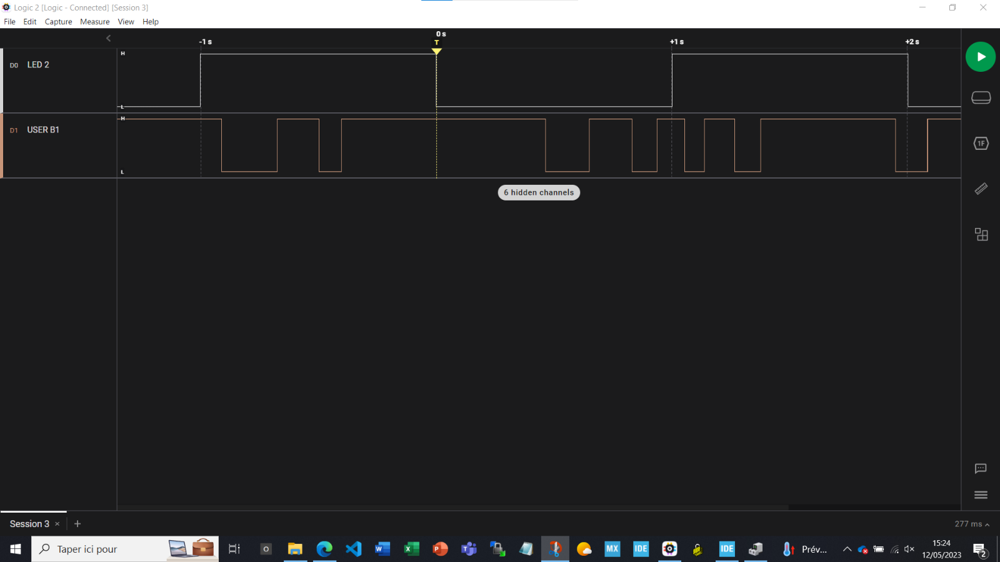 Logic 2 [Logic - Connected] [Session 3]
File Edit Capture Measure View Help
0 s
-1 s T +1 s +2 s
D0 LED 2 H
L
D1 USER B1 H
L
1F
6 hidden channels
Session 3 × +
277 ms
Taper ici pour
O W X P MX IDE IDE Prév...
15:24
12/05/2023
2